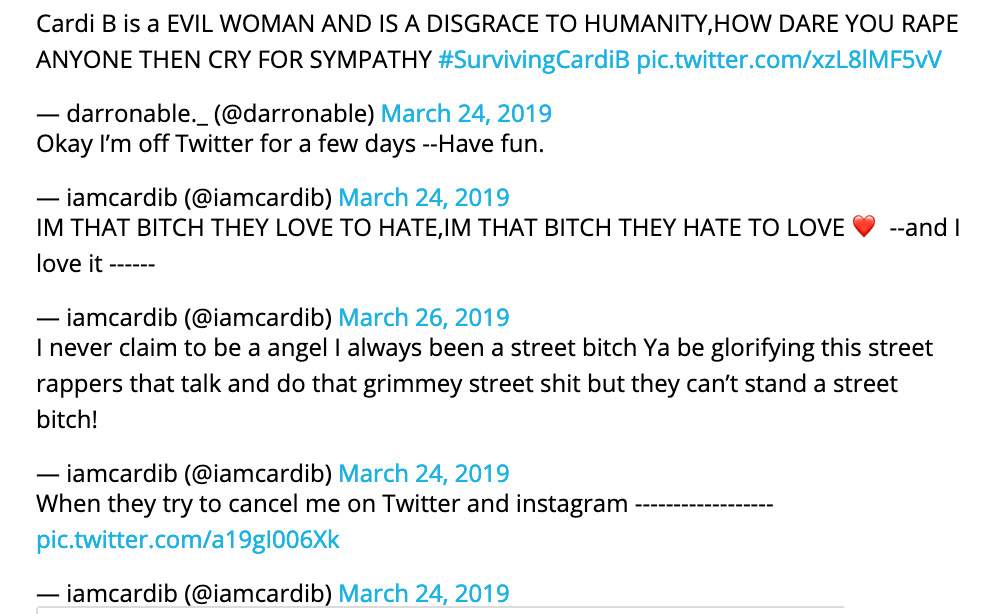 Cardi B is a EVIL WOMAN AND IS A DISGRACE TO HUMANITY,HOW DARE YOU RAPE
ANYONE THEN CRY FOR SYMPATHY #SurvivingCardiB pic.twitter.com/xzL8lMF5vV
— darronable._ (@darronable) March 24, 2019
Okay I’m off Twitter for a few days --Have fun.
— iamcardib (@iamcardib) March 24, 2019
IM THAT BITCH THEY LOVE TO HATE,IM THAT BITCH THEY HATE TO LOVE ❤️ --and I
love it ------
— iamcardib (@iamcardib) March 26, 2019
I never claim to be a angel I always been a street bitch Ya be glorifying this street
rappers that talk and do that grimmey street shit but they can’t stand a street
bitch!
— iamcardib (@iamcardib) March 24, 2019
When they try to cancel me on Twitter and instagram ------------------
pic.twitter.com/a19gI006Xk
— iamcardib (@iamcardib) March 24, 2019